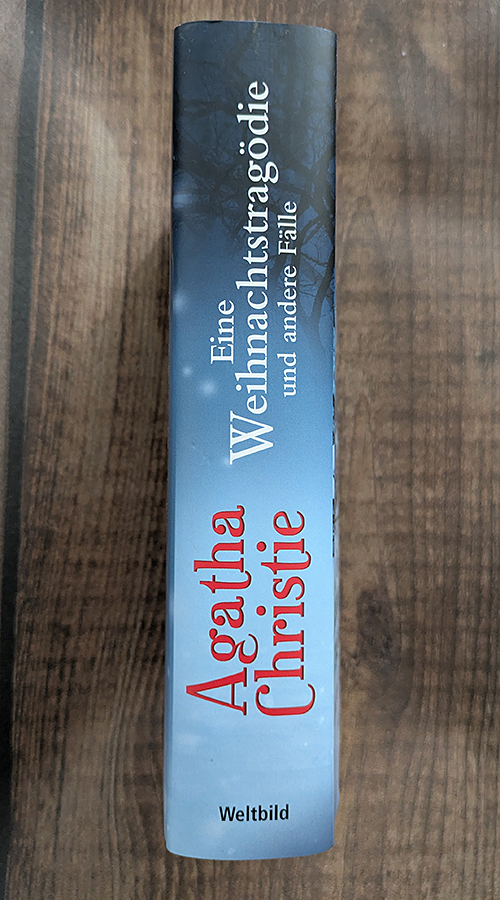 Agatha
Christie
Eine
Weihnachtstragödie
und andere Fälle
Weltbild